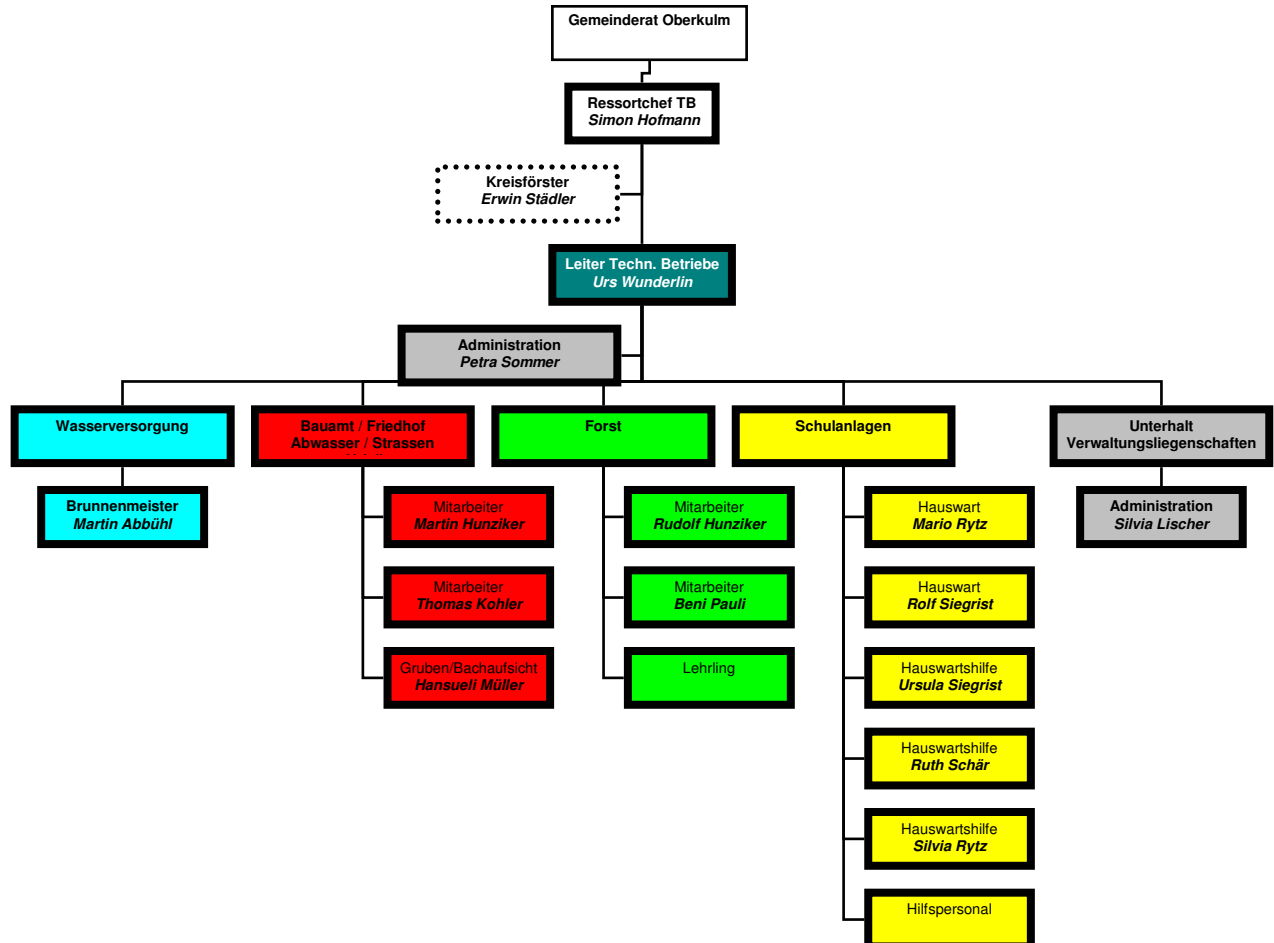 Gemeinderat Oberkulm
Ressortchef TB
Simon Hofmann
Kreisförster
Erwin Städler
Leiter Techn. Betriebe
Urs Wunderlin
Administration
Petra Sommer
Wasserversorgung
Brunnenmeister
Martin Abbühl
Bauamt / Friedhof
Abwasser / Strassen
Mitarbeiter
Martin Hunziker
Mitarbeiter
Thomas Kohler
Gruben/Bachaufsicht
Hansueli Müller
Forst
Mitarbeiter
Rudolf Hunziker
Mitarbeiter
Beni Pauli
Lehrling
Schulanlagen
Hauswart
Mario Rytz
Hauswart
Rolf Siegrist
Hauswartshilfe
Ursula Siegrist
Hauswartshilfe
Ruth Schär
Hauswartshilfe
Silvia Rytz
Hilfspersonal
Unterhalt
Verwaltungsliegenschaften
Administration
Silvia Lischer